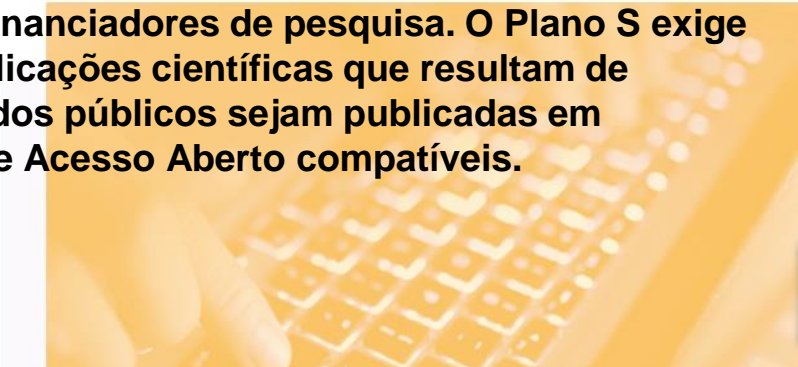 nanciadores de pesquisa. O Plano S exige
licações científicas que resultam de
dos públicos sejam publicadas em
e Acesso Aberto compatíveis.